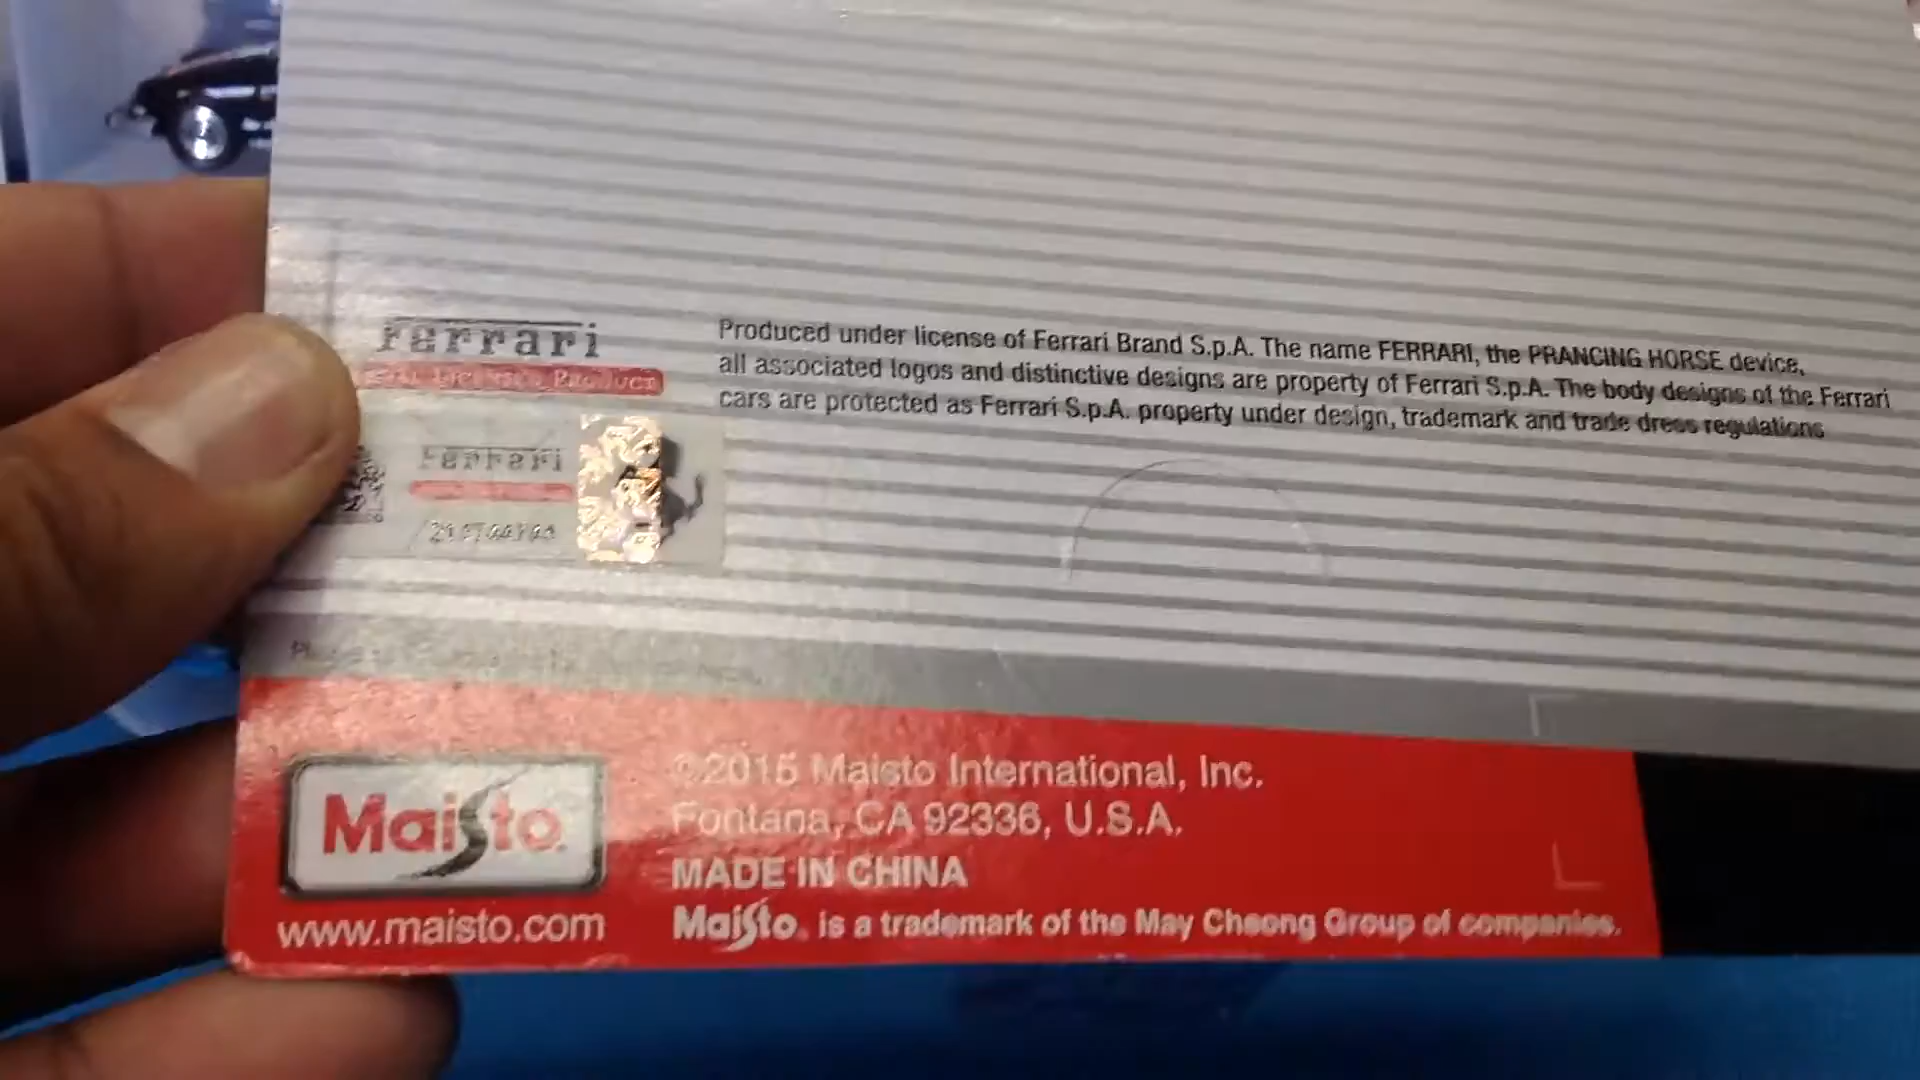 Ferrari
Product
Produced under license of Ferrari Brand S.p.A. The name FERRARI, the PRANCING HORSE device,
all associated logos and distinctive designs are property of Ferrari S.p.A. The body designs of the Ferrari
cars are protected as Ferrari S.p.A. property under design, trademark and trade dress regulations
Ferrari
Maisto
www.maisto.com
©2015 Maisto International, Inc.
Fontana, CA 92336, U.S.A.
MADE IN CHINA
Maisto is a trademark of the May Cheong Group of companies.